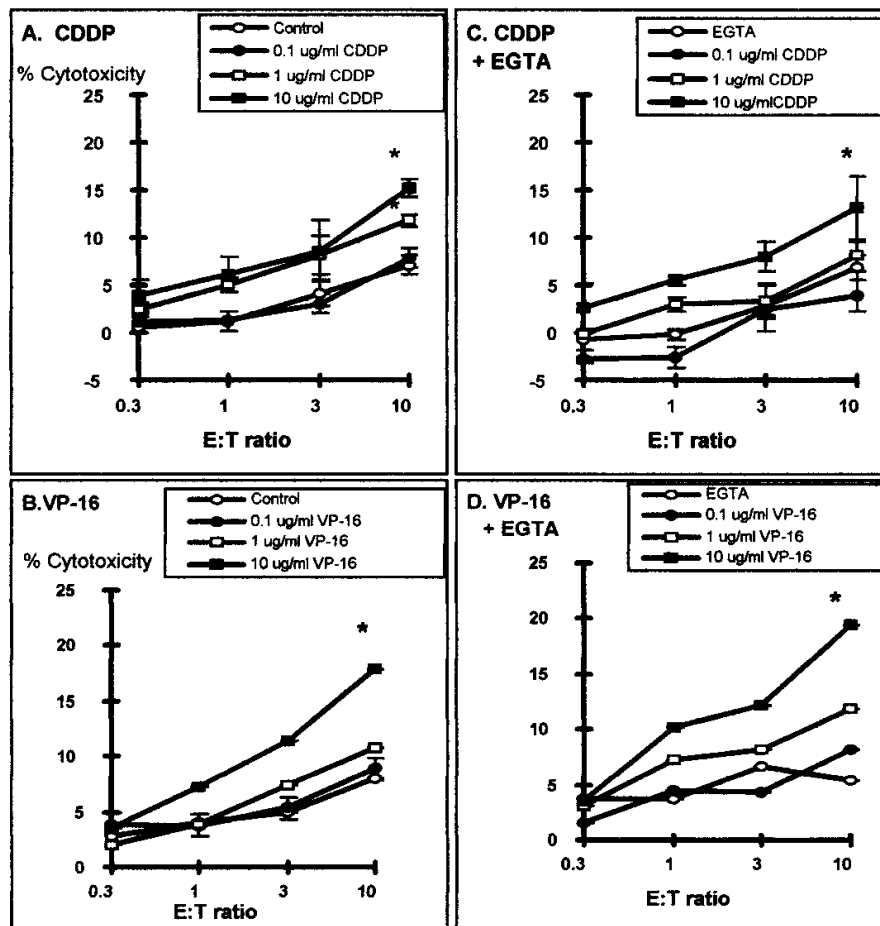 A. CDDP
Control
0.1 ug/ml CDDP
1 ug/ml CDDP
10 ug/ml CDDP
% Cytotoxicity
25
20
15
10
5
0
-5
*
*
0.3
1
3
10
E:T ratio
C. CDDP
+ EGTA
EGTA
0.1 ug/ml CDDP
1 ug/ml CDDP
10 ug/mlCDDP
25
20
15
10
5
0
-5
*
0.3
1
3
10
E:T ratio
B.VP-16
Control
0.1 ug/ml VP-16
1 ug/ml VP-16
10 ug/ml VP-16
% Cytotoxicity
25
20
15
10
5
0
*
0.3
1
3
10
E:T ratio
D. VP-16
+ EGTA
EGTA
0.1 ug/ml VP-16
1 ug/ml VP-16
10 ug/ml VP-16
25
20
15
10
5
0
*
0.3
1
3
10
E:T ratio